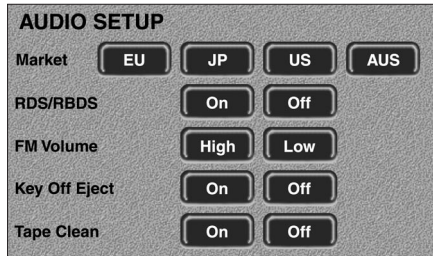 AUDIO SETUP
Market EU JP US AUS
RDS/RBDS On Off
FM Volume High Low
Key Off Eject On Off
Tape Clean On Off